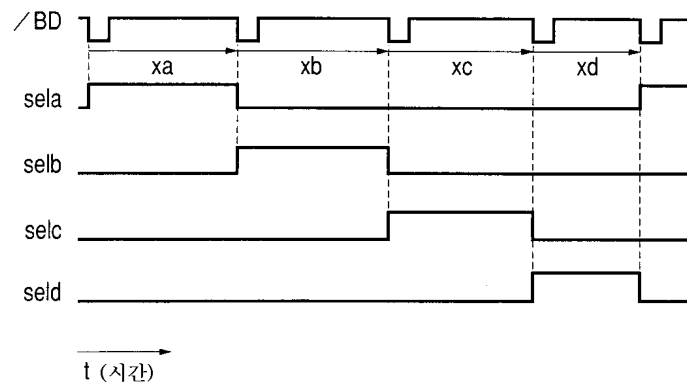 /BD
xa xb xc xd
sela
selb
selc
seld
t (시간)